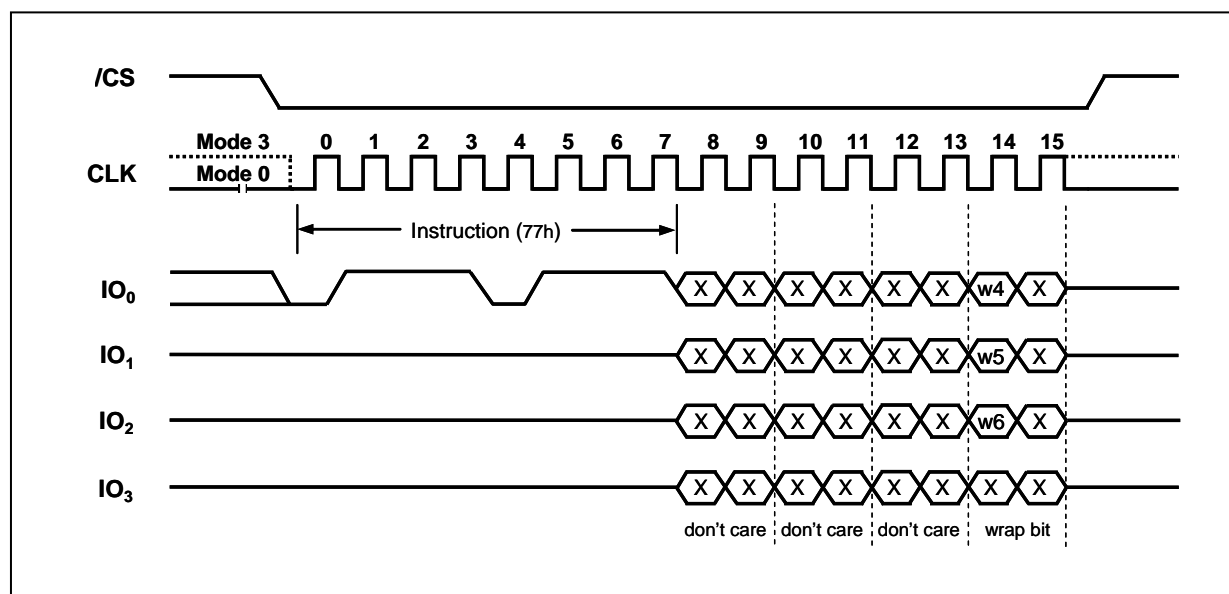 /CS
Mode 3 0 1 2 3 4 5 6 7 8 9 10 11 12 13 14 15
CLK Mode 0
Instruction (77h)
IO0 X X X X X X w4 X
IO1 X X X X X X w5 X
IO2 X X X X X X w6 X
IO3 X X X X X X X X
don't care don't care don't care wrap bit